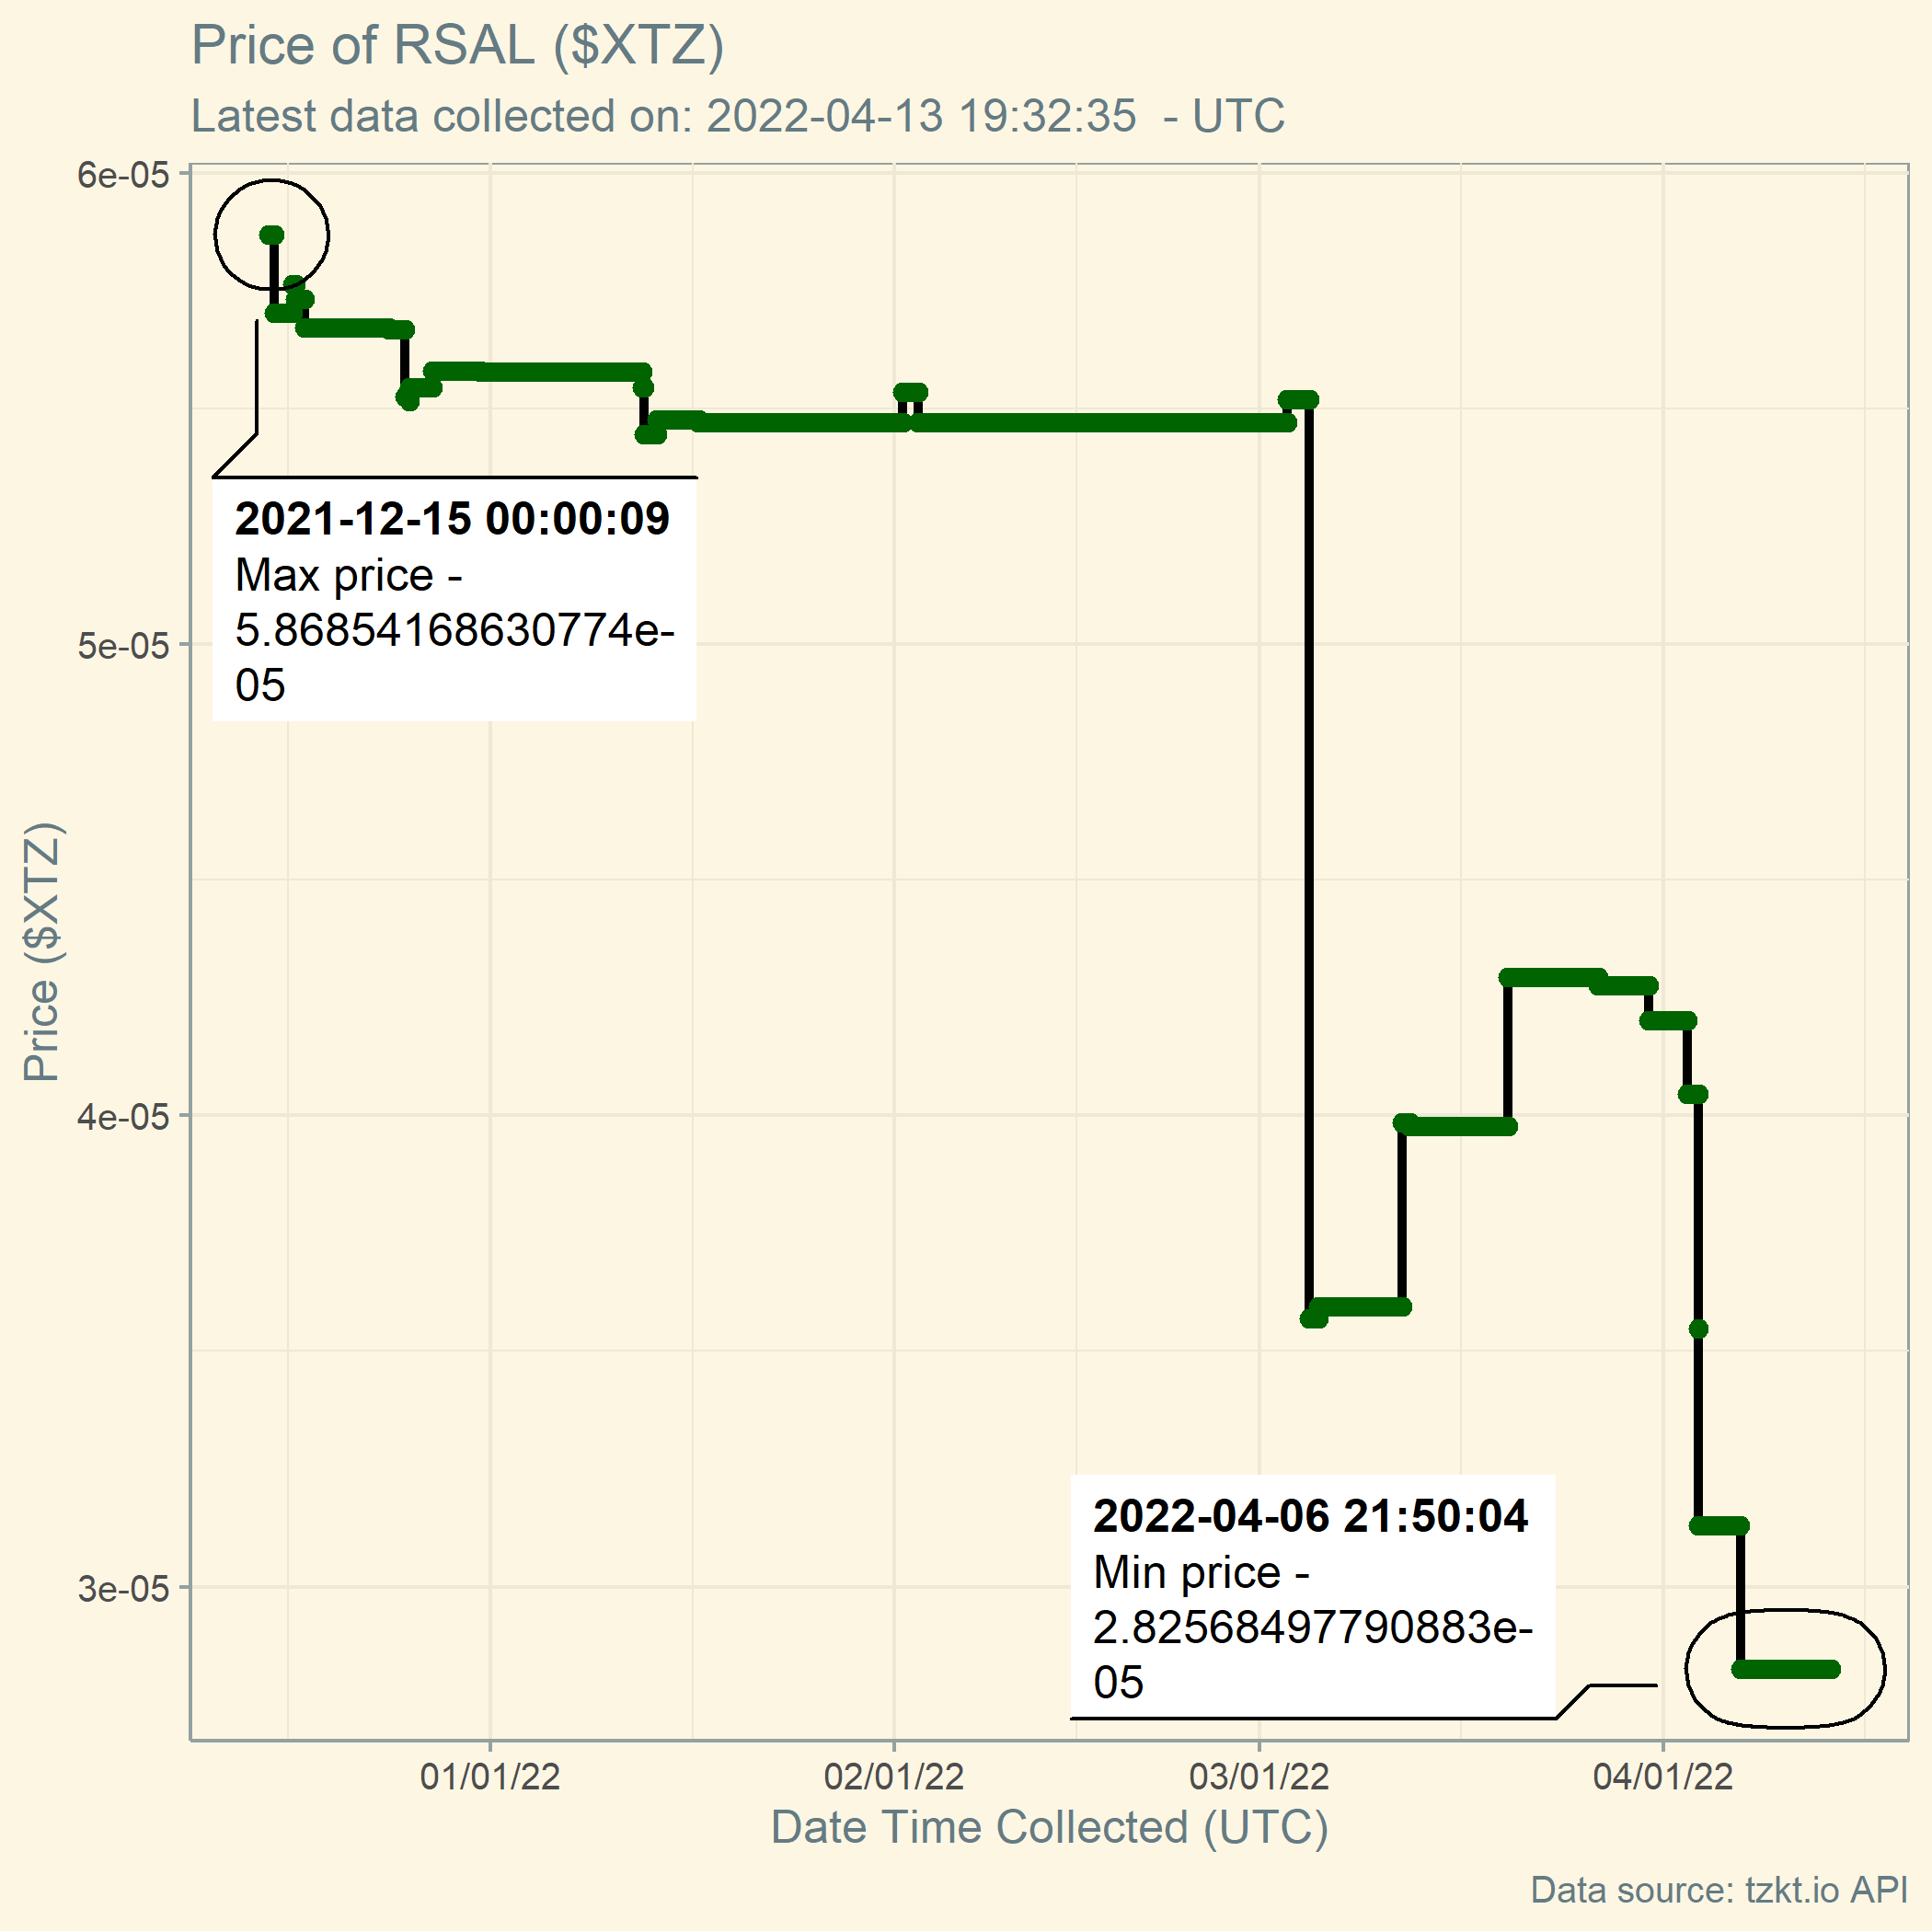 Price of RSAL ($XTZ)
Latest data collected on: 2022-04-13 19:32:35  - UTC
6e-05
5e-05
4e-05
3e-05
Price ($XTZ)
2021-12-15 00:00:09
Max price -
5.86854168630774e-
05
2022-04-06 21:50:04
Min price -
2.82568497790883e-
05
01/01/22
02/01/22
03/01/22
04/01/22
Date Time Collected (UTC)
Data source: tzkt.io API